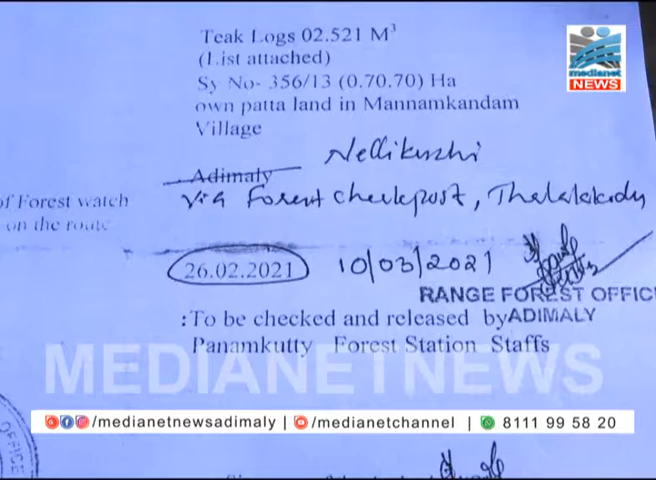 Teak Logs 02.521 M³
(List attached)
Sy No- 356/13 (0.70.70) Ha
own patta land in Mannamkandam
Village
medianet
NEWS
Nellikuzhi
Adimaly
of Forest watch
Via Forest checkpost, Thalakkodu
on the route
26.02.2021 10/03/2021
RANGE FOREST OFFIC
ADIMALY
:To be checked and released by
Panamkutty Forest Station Staffs
MEDIANETNEWS
/medianetnewsadimaly | /medianetchannel | 8111 99 58 20
OFFICE